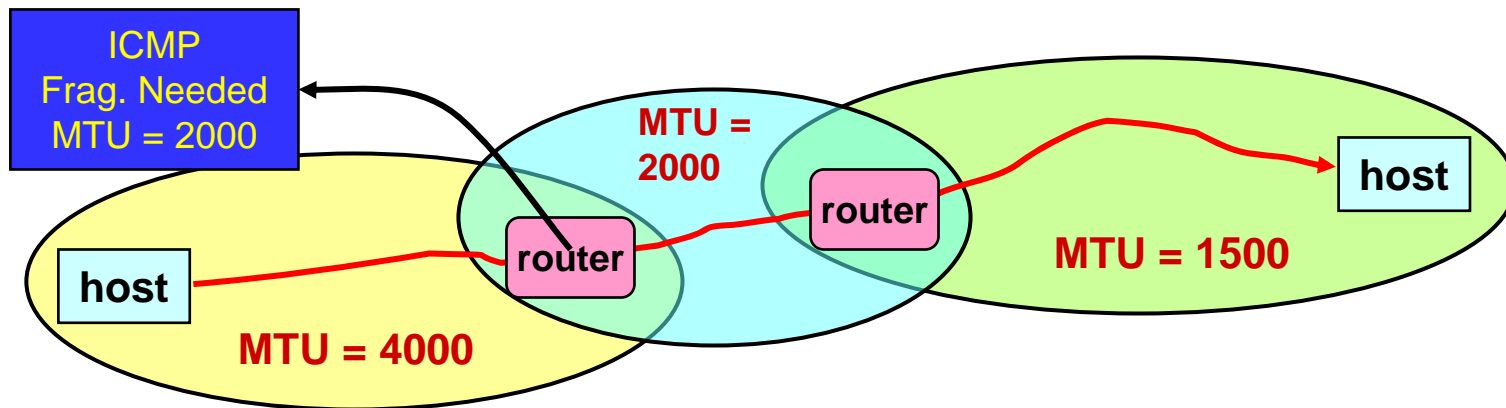 ICMP
Frag. Needed
MTU = 2000
MTU =
2000
host
router
router
host
MTU = 4000
MTU = 1500